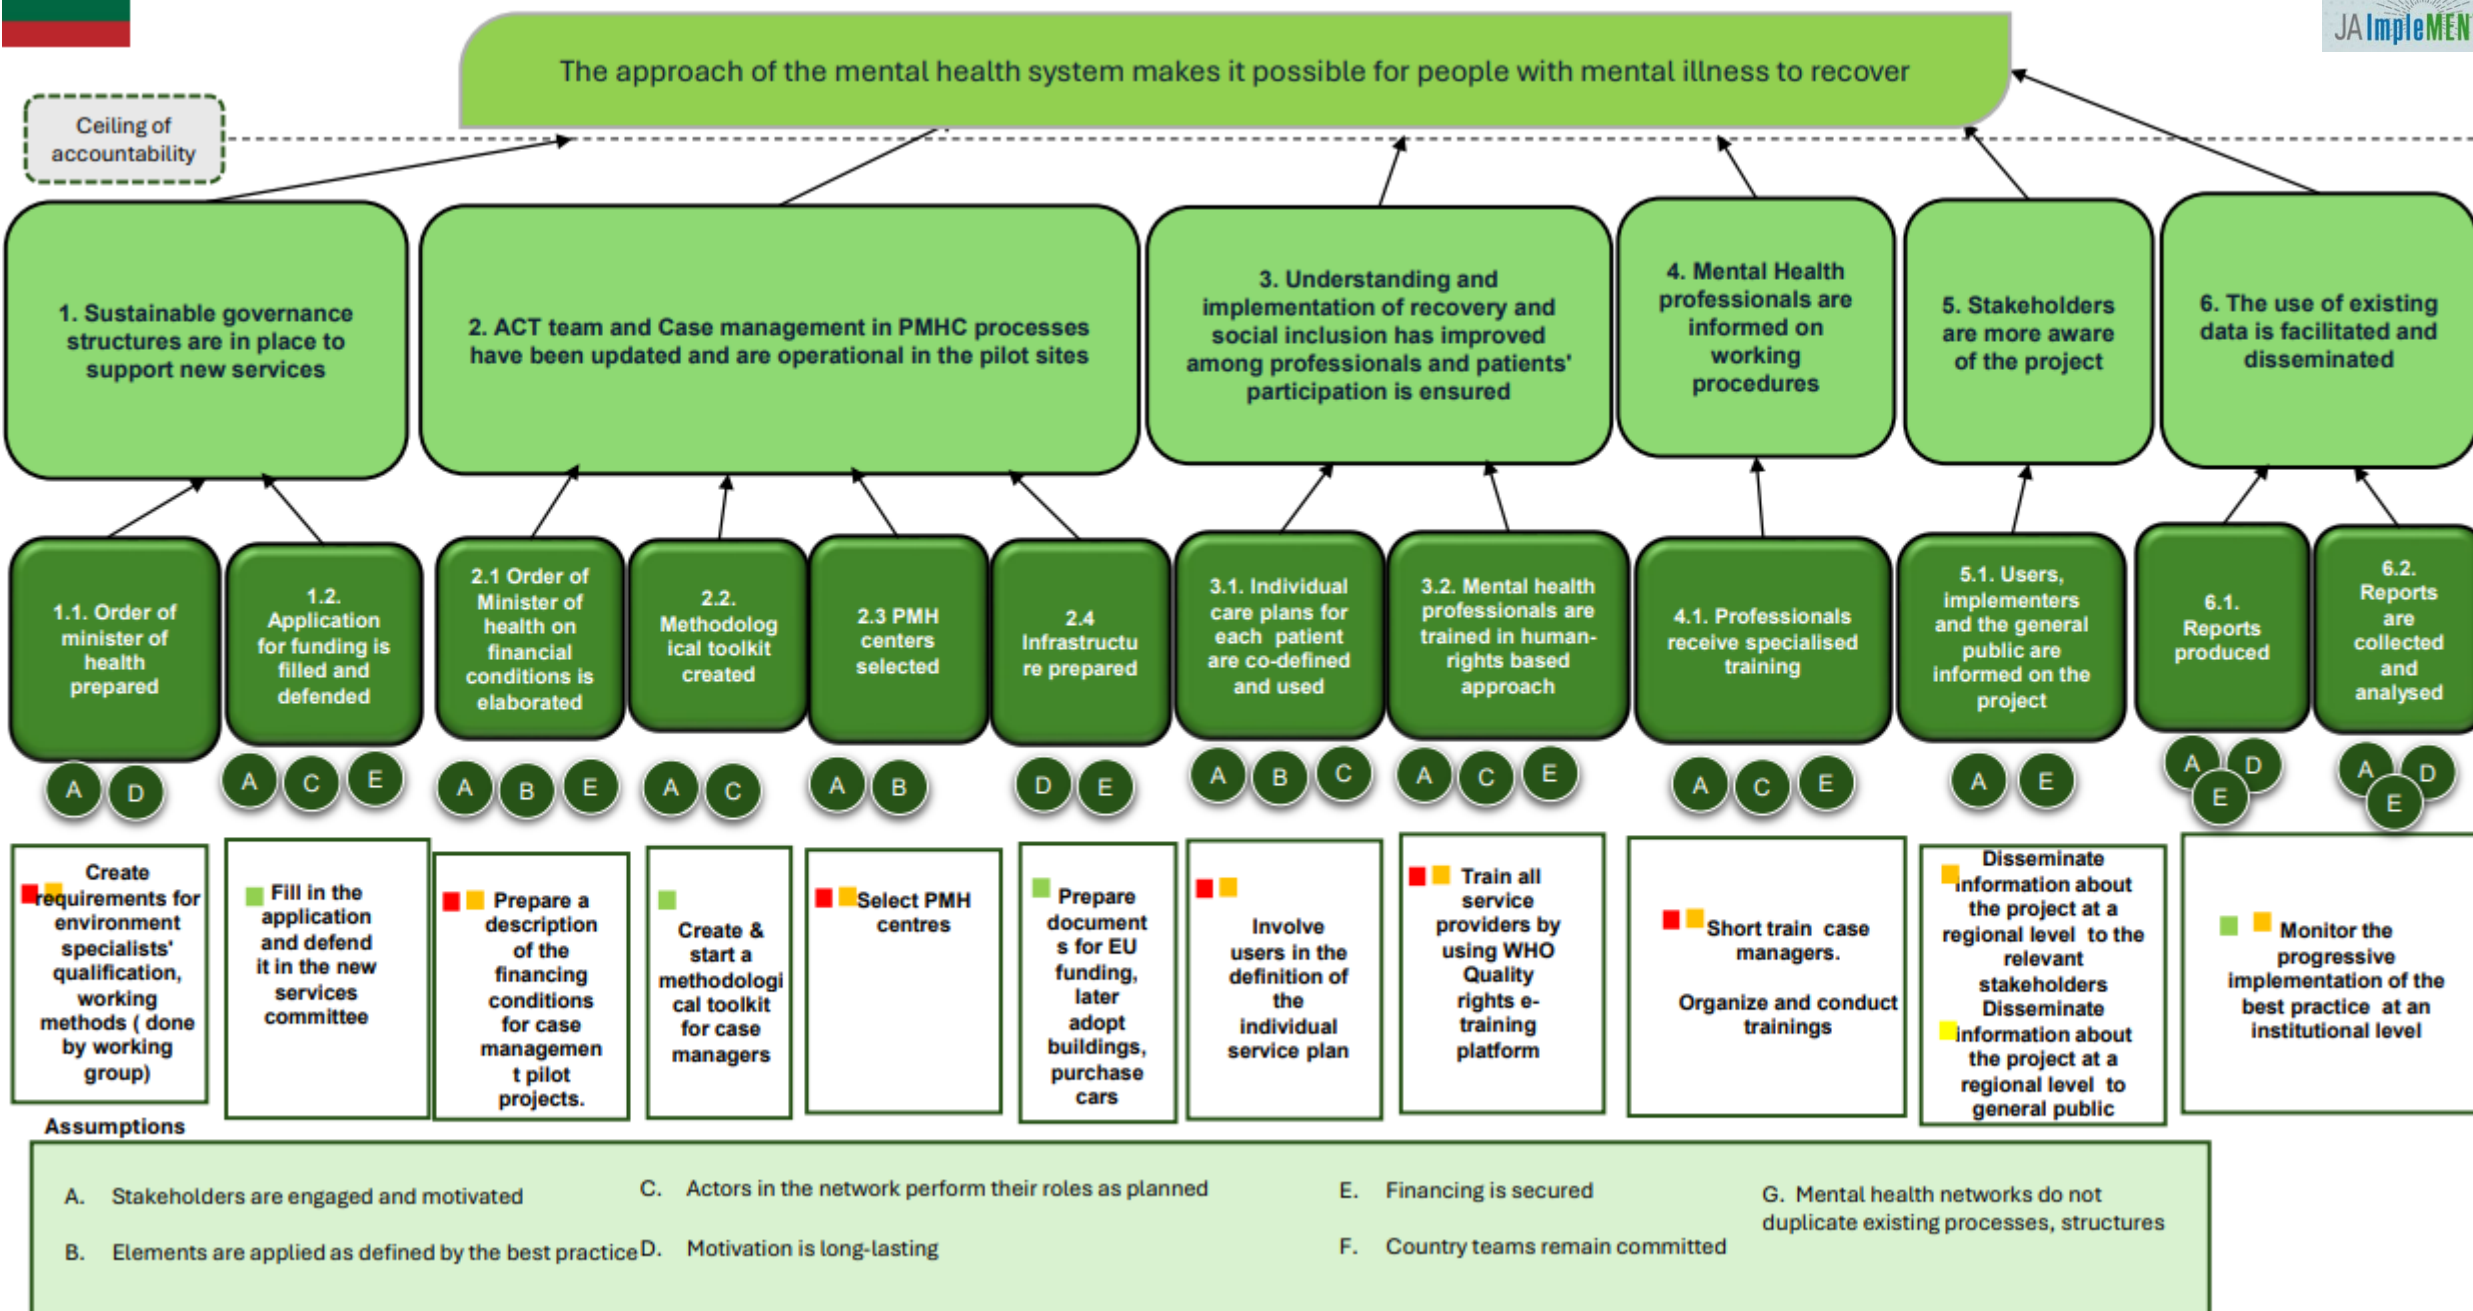 JA ImpleMEN
The approach of the mental health system makes it possible for people with mental illness to recover
Ceiling of
accountability
1. Sustainable governance
structures are in place to
support new services
2. ACT team and Case management in PMHC processes
have been updated and are operational in the pilot sites
3. Understanding and
implementation of recovery and
social inclusion has improved
among professionals and patients'
participation is ensured
4. Mental Health
professionals are
informed on
working
procedures
5. Stakeholders
are more aware
of the project
6. The use of existing
data is facilitated and
disseminated
1.1. Order of
minister of
health
prepared
1.2.
Application
for funding is
filled and
defended
2.1 Order of
Minister of
health on
financial
conditions is
elaborated
2.2.
Methodolog
ical toolkit
created
2.3 PMH
centers
selected
2.4
Infrastructu
re prepared
3.1. Individual
care plans for
each patient
are co-defined
and used
3.2. Mental health
professionals are
trained in human-
rights based
approach
4.1. Professionals
receive specialised
training
5.1. Users,
implementers
and the general
public are
informed on the
project
6.1.
Reports
produced
6.2.
Reports
are
collected
and
analysed
A D
A C E
A B E
A C
A B
D E
A B C
A C E
A C E
A E
A D
E
A D
E
Create
requirements for
environment
specialists'
qualification,
working
methods ( done
by working
group)
Fill in the
application
and defend
it in the new
services
committee
Prepare a
description
of the
financing
conditions
for case
managemen
t pilot
projects.
Create &
start a
methodologi
cal toolkit
for case
managers
Select PMH
centres
Prepare
document
s for EU
funding,
later
adopt
buildings,
purchase
cars
Involve
users in the
definition of
the
individual
service plan
Train all
service
providers by
using WHO
Quality
rights e-
training
platform
Short train case
managers.
Organize and conduct
trainings
Disseminate
information about
the project at a
regional level to the
relevant
stakeholders
Disseminate
information about
the project at a
regional level to
general public
Monitor the
progressive
implementation of the
best practice at an
institutional level
Assumptions
A. Stakeholders are engaged and motivated
B. Elements are applied as defined by the best practice
C. Actors in the network perform their roles as planned
D. Motivation is long-lasting
E. Financing is secured
F. Country teams remain committed
G. Mental health networks do not
duplicate existing processes, structures